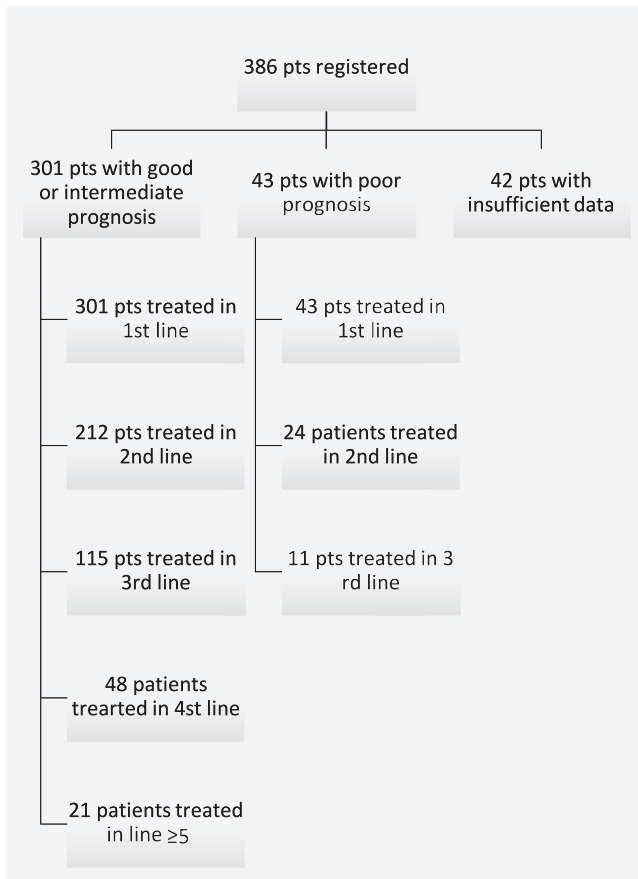 386 pts registered
301 pts with good
or intermediate
prognosis
43 pts with poor
prognosis
42 pts with
insufficient data
301 pts treated in
1st line
43 pts treated in
1st line
212 pts treated in
2nd line
24 patients treated
in 2nd line
115 pts treated in
3rd line
11 pts treated in 3
rd line
48 patients
trearted in 4st line
21 patients treated
in line ≥5